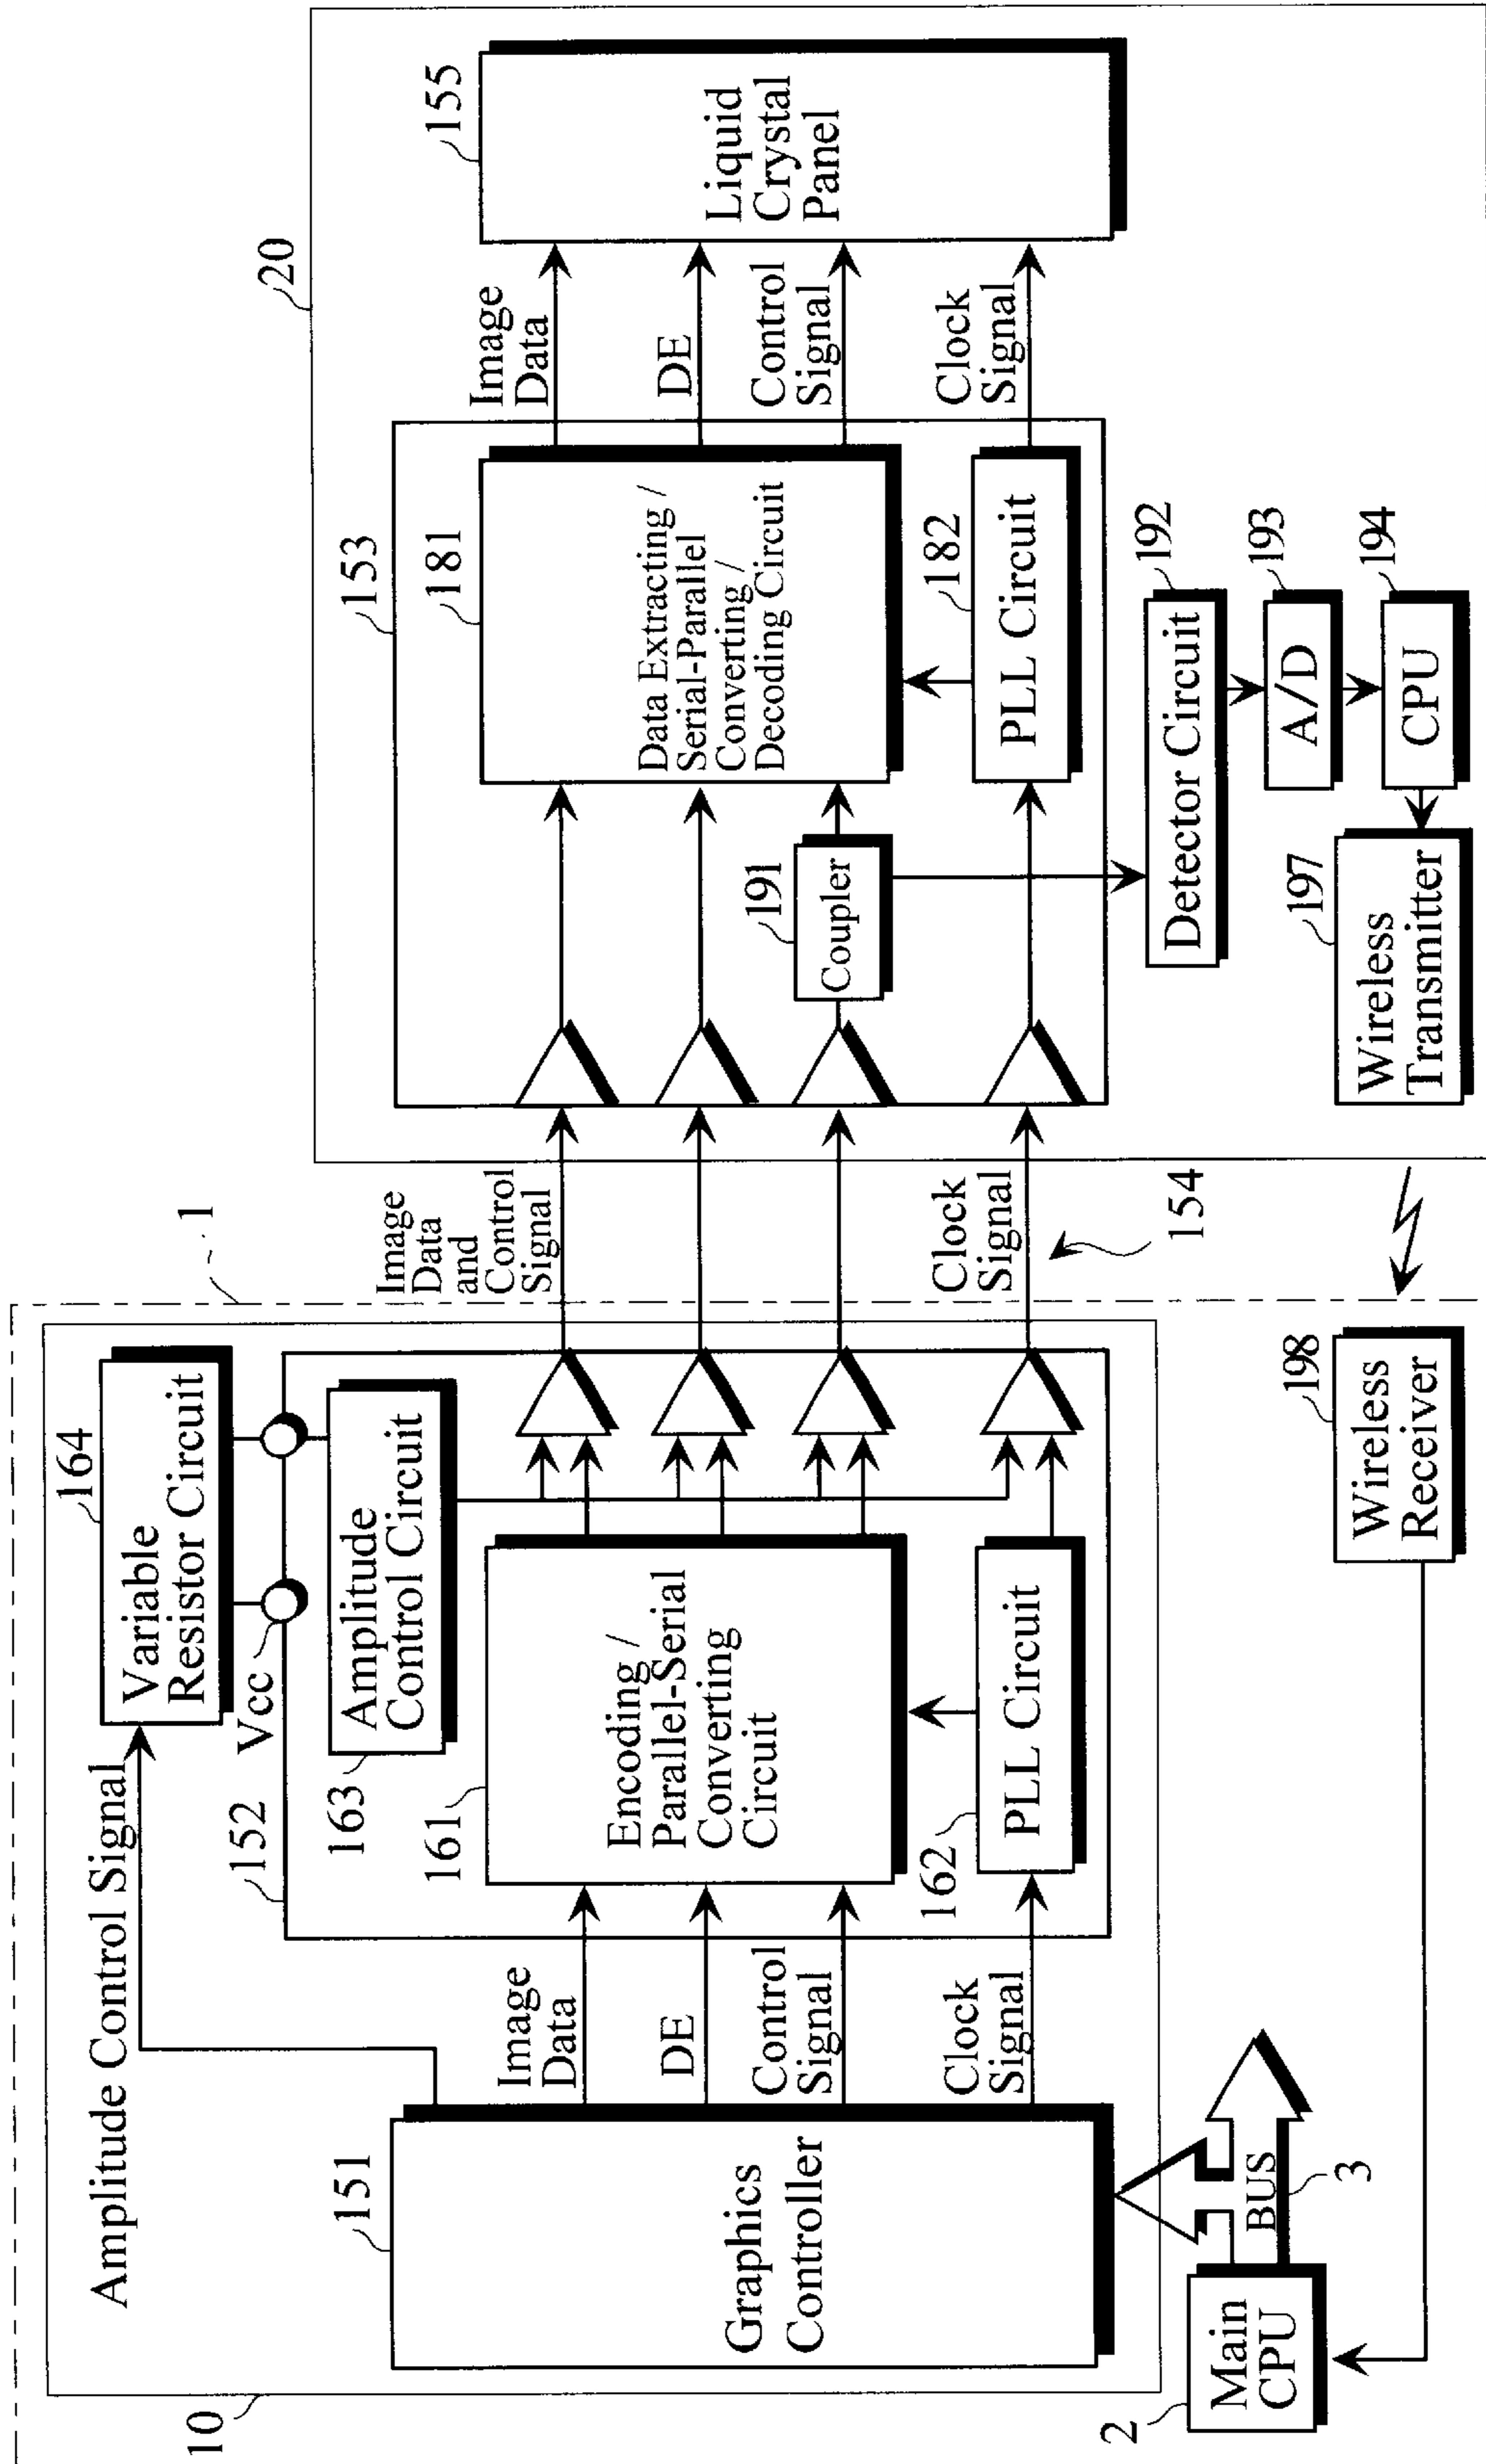 10
1
20
Amplitude Control Signal
164
Variable
Resistor Circuit
152
Vcc
163
Amplitude
Control Circuit
151
Graphics
Controller
Image
Data
DE
Control
Signal
Clock
Signal
161
Encoding /
Parallel-Serial
Converting
Circuit
162
PLL Circuit
Image
Data
and
Control
Signal
Clock
Signal
154
153
181
Data Extracting /
Serial-Parallel
Converting /
Decoding Circuit
191
Coupler
182
PLL Circuit
Image
Data
DE
Control
Signal
Clock
Signal
155
Liquid
Crystal
Panel
192
Detector Circuit
193
A/D
194
CPU
197
Wireless
Transmitter
198
Wireless
Receiver
2
Main
CPU
BUS
3